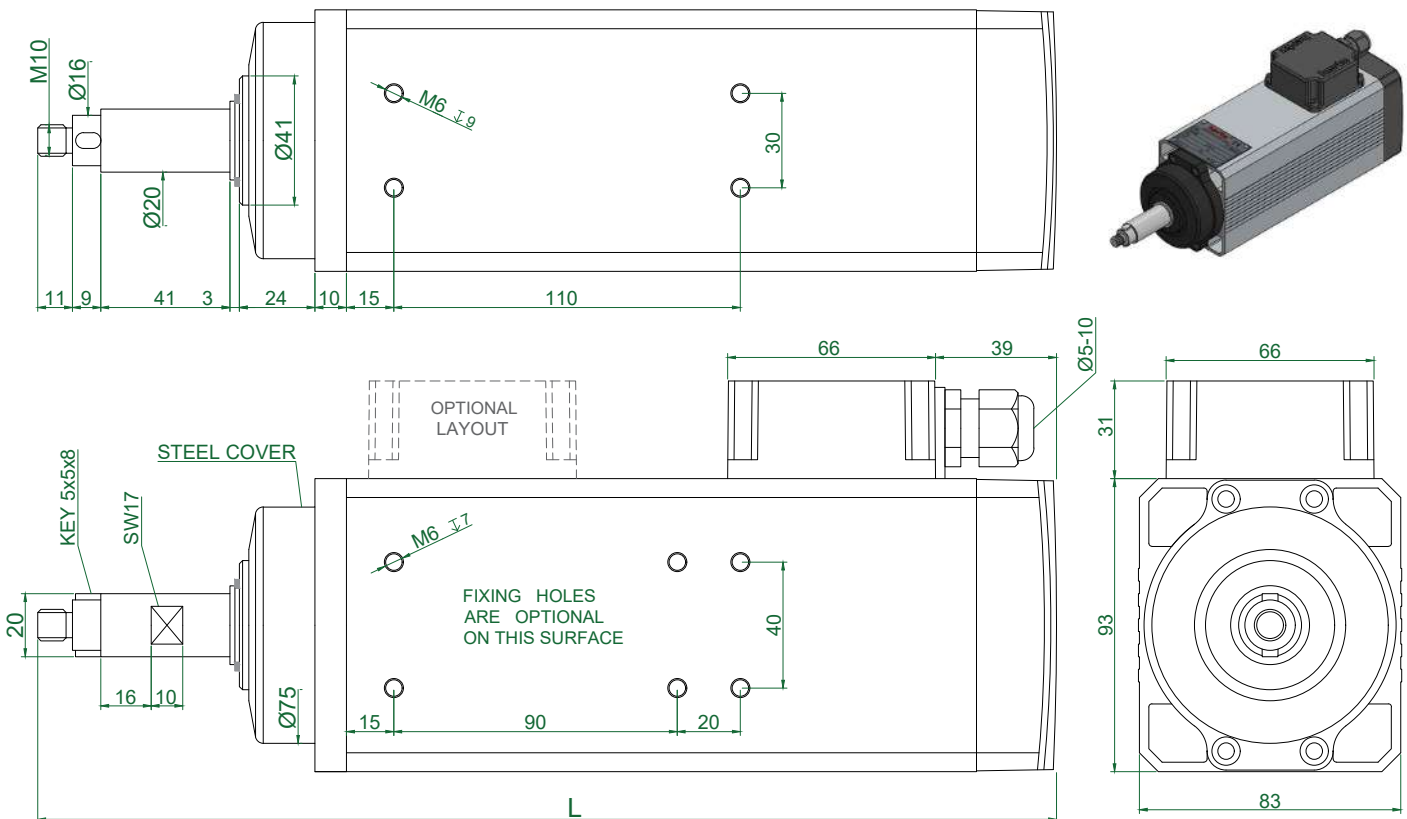 M10
Ø16
Ø20
Ø41
M6 ↧9
30
11
9
41
3
24
10
15
110
66
39
Ø5-10
66
31
OPTIONAL
LAYOUT
STEEL COVER
KEY 5x5x8
SW17
M6 ↧7
FIXING HOLES
ARE OPTIONAL
ON THIS SURFACE
40
20
93
16
10
Ø75
15
90
20
L
83